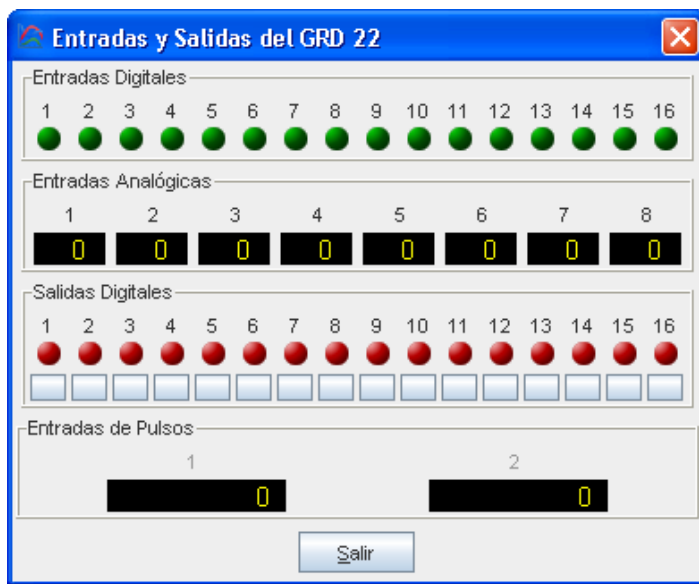 Entradas y Salidas del GRD 22
Entradas Digitales
1 2 3 4 5 6 7 8 9 10 11 12 13 14 15 16
Entradas Analógicas
1 2 3 4 5 6 7 8
0 0 0 0 0 0 0 0
Salidas Digitales
1 2 3 4 5 6 7 8 9 10 11 12 13 14 15 16
Entradas de Pulsos
1 2
0 0
Salir